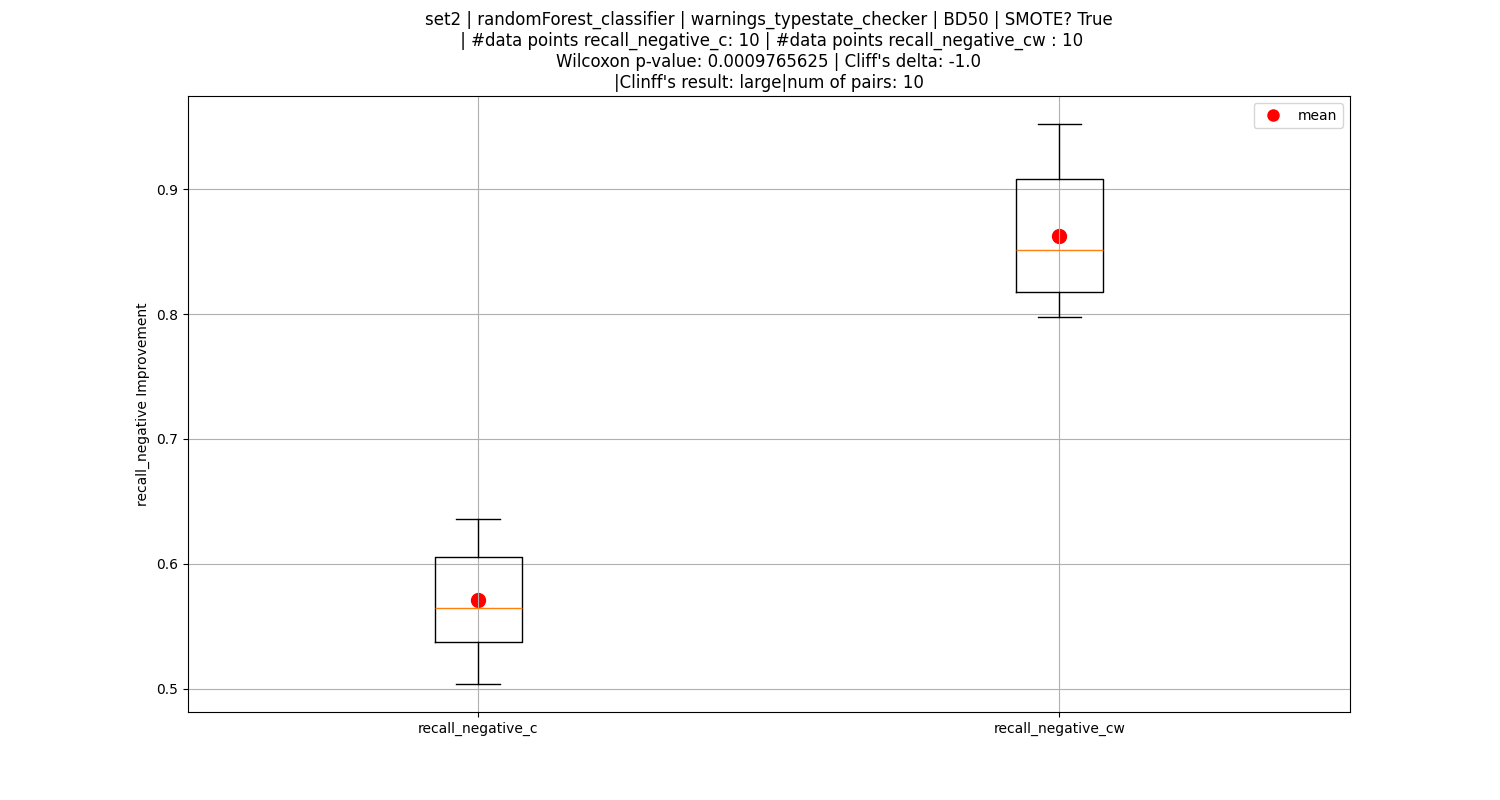 set2 | randomForest_classifier | warnings_typestate_checker | BD50 | SMOTE? True
| #data points recall_negative_c: 10 | #data points recall_negative_cw : 10
Wilcoxon p-value: 0.0009765625 | Cliff's delta: -1.0
|Clinff's result: large|num of pairs: 10
mean
0.9
0.8
0.7
0.6
0.5
recall_negative Improvement
recall_negative_c
recall_negative_cw